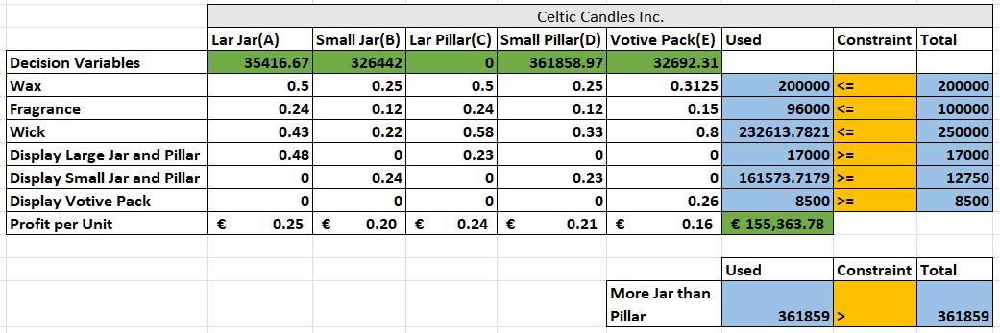 Celtic Candles Inc.
Lar Jar(A) Small Jar(B) Lar Pillar(C) Small Pillar(D) Votive Pack(E) Used Constraint Total
Decision Variables 35416.67 326442 0 361858.97 32692.31
Wax 0.5 0.25 0.5 0.25 0.3125 200000 <= 200000
Fragrance 0.24 0.12 0.24 0.12 0.15 96000 <= 100000
Wick 0.43 0.22 0.58 0.33 0.8 232613.7821 <= 250000
Display Large Jar and Pillar 0.48 0 0.23 0 0 17000 >= 17000
Display Small Jar and Pillar 0 0.24 0 0.23 0 161573.7179 >= 12750
Display Votive Pack 0 0 0 0 0.26 8500 >= 8500
Profit per Unit € 0.25 € 0.20 € 0.24 € 0.21 € 0.16 € 155,363.78
Used Constraint Total
More Jar than
Pillar 361859 > 361859